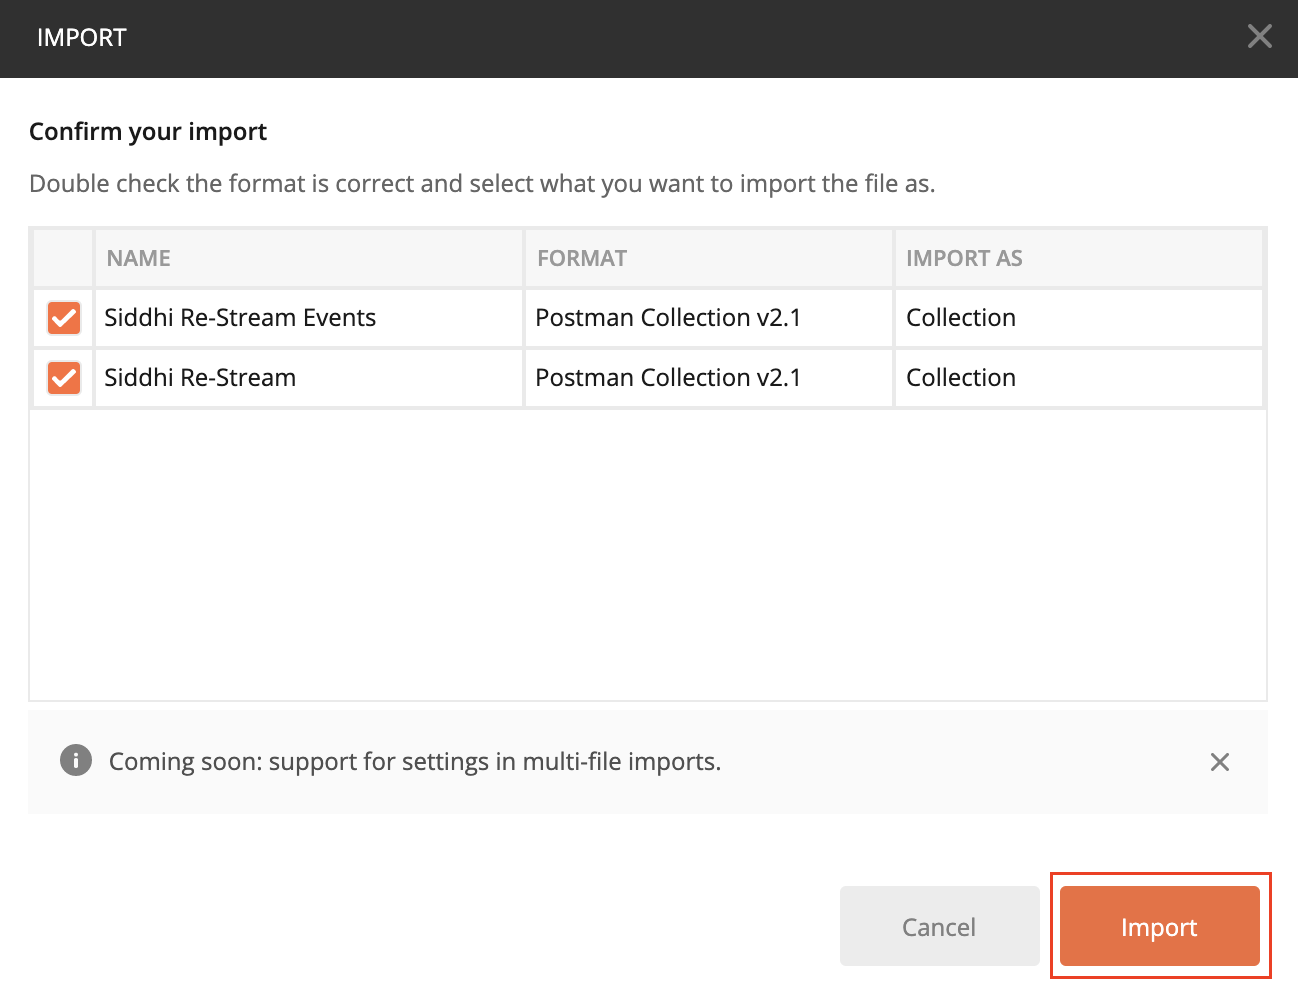 IMPORT
Confirm your import
Double check the format is correct and select what you want to import the file as.
NAME FORMAT IMPORT AS
Siddhi Re-Stream Events Postman Collection v2.1 Collection
Siddhi Re-Stream Postman Collection v2.1 Collection
Coming soon: support for settings in multi-file imports.
Cancel Import